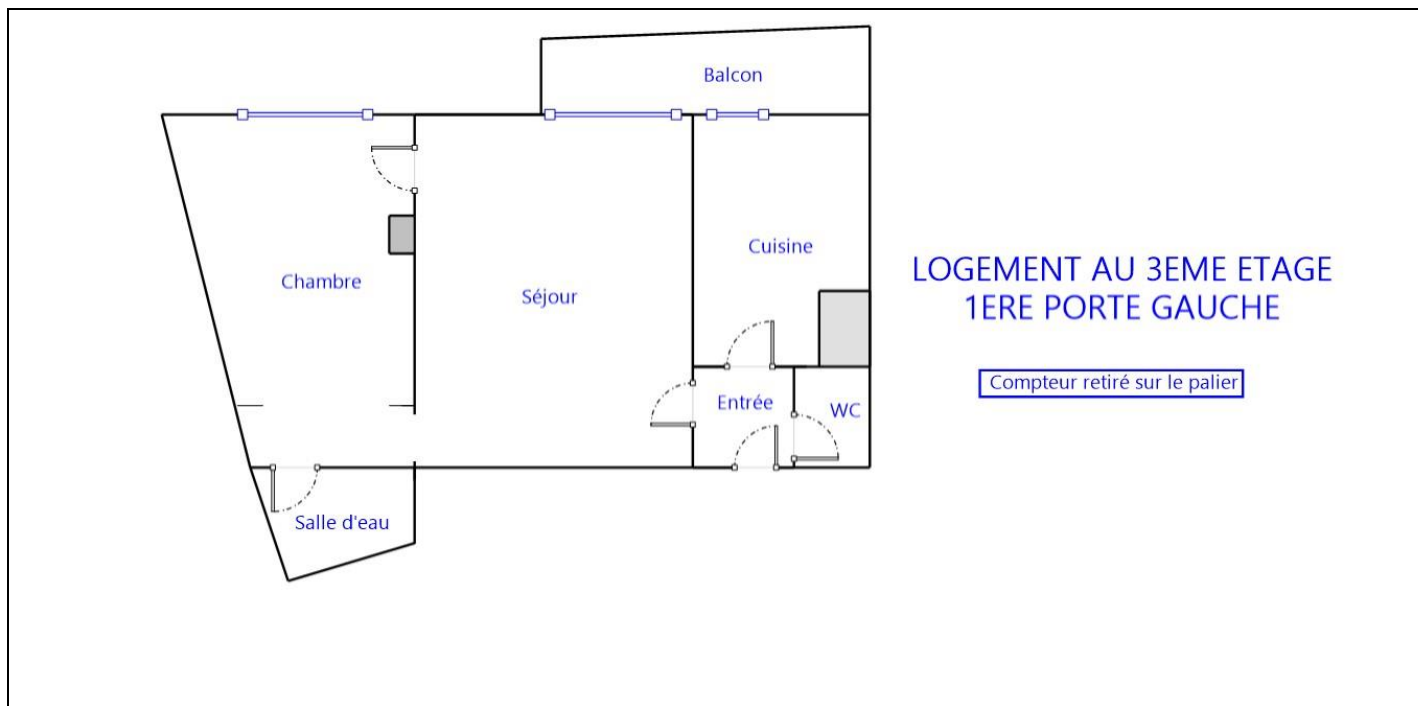 Balcon
Cuisine
Chambre
Séjour
LOGEMENT AU 3EME ETAGE
1ERE PORTE GAUCHE
Compteur retiré sur le palier
Entrée
WC
Salle d'eau